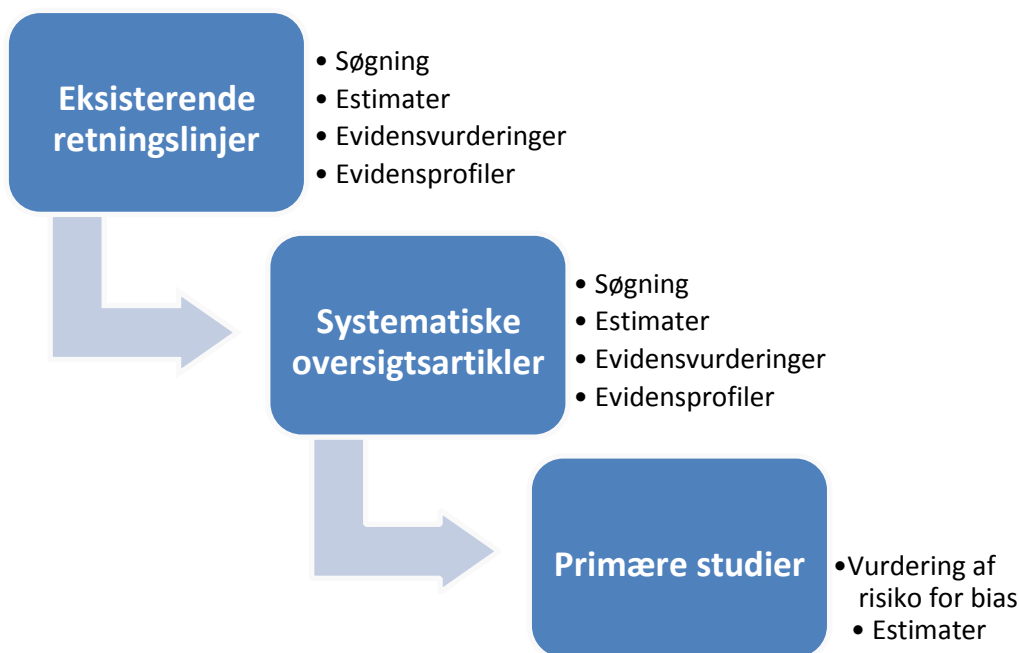 Eksisterende
retningslinjer
• Søgning
• Estimater
• Evidensvurderinger
• Evidensprofiler
Systematiske
oversigtsartikler
• Søgning
• Estimater
• Evidensvurderinger
• Evidensprofiler
Primære studier
•Vurdering af
risiko for bias
• Estimater